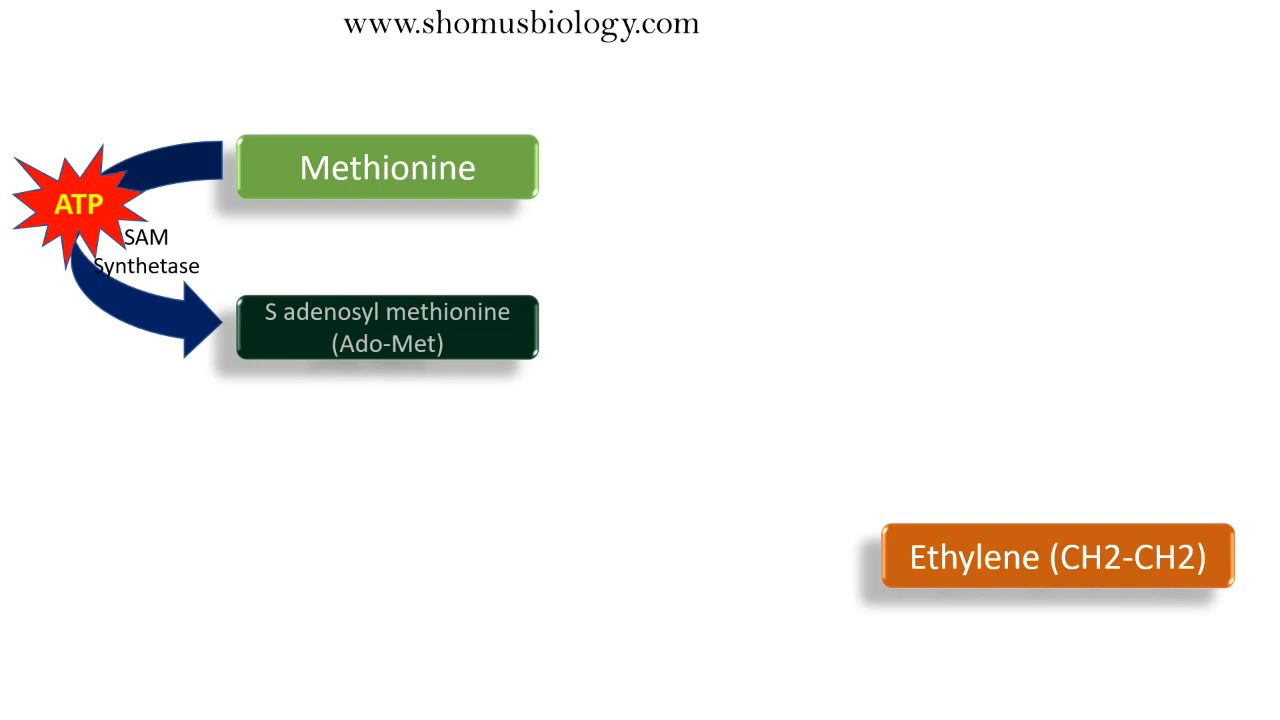 www.shomusbiology.com
Methionine
ATP
SAM
Synthetase
S adenosyl methionine
(Ado-Met)
Ethylene (CH2-CH2)